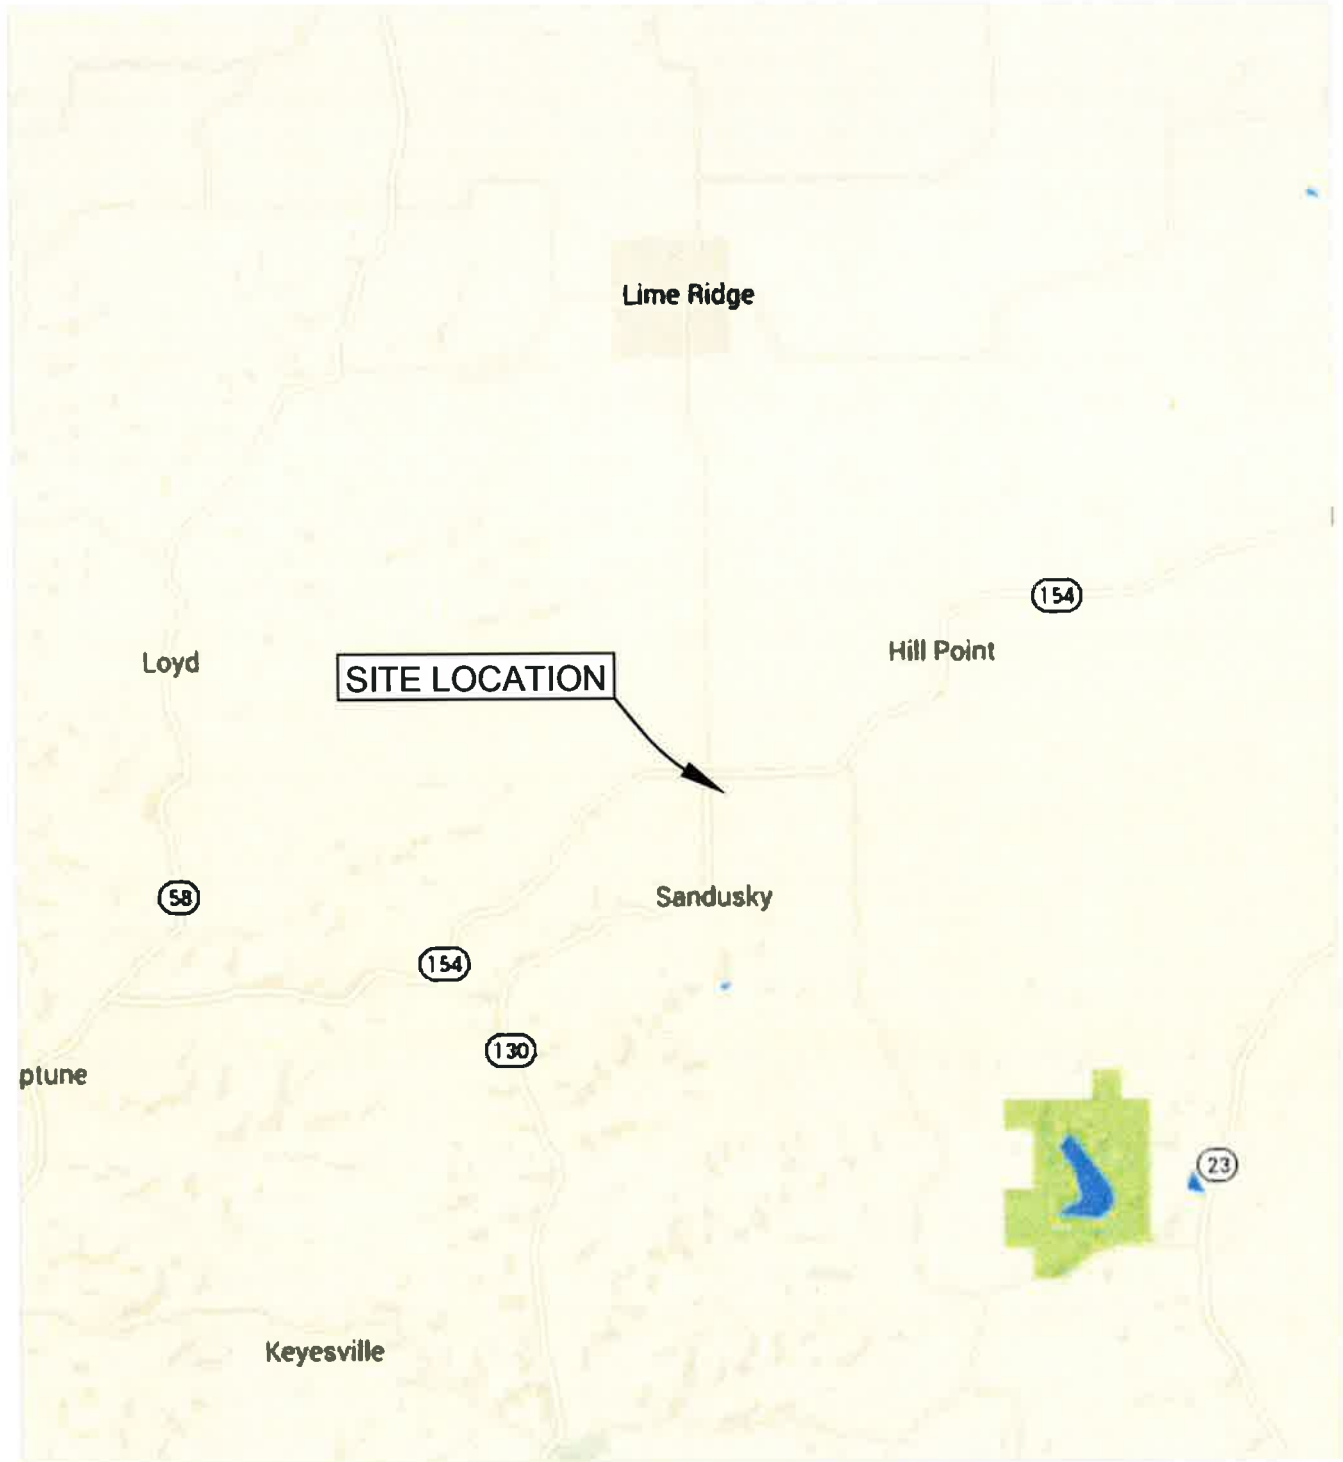 Lime Ridge
154
Hill Point
Loyd
SITE LOCATION
58
Sandusky
154
130
ptune
23
Keyesville